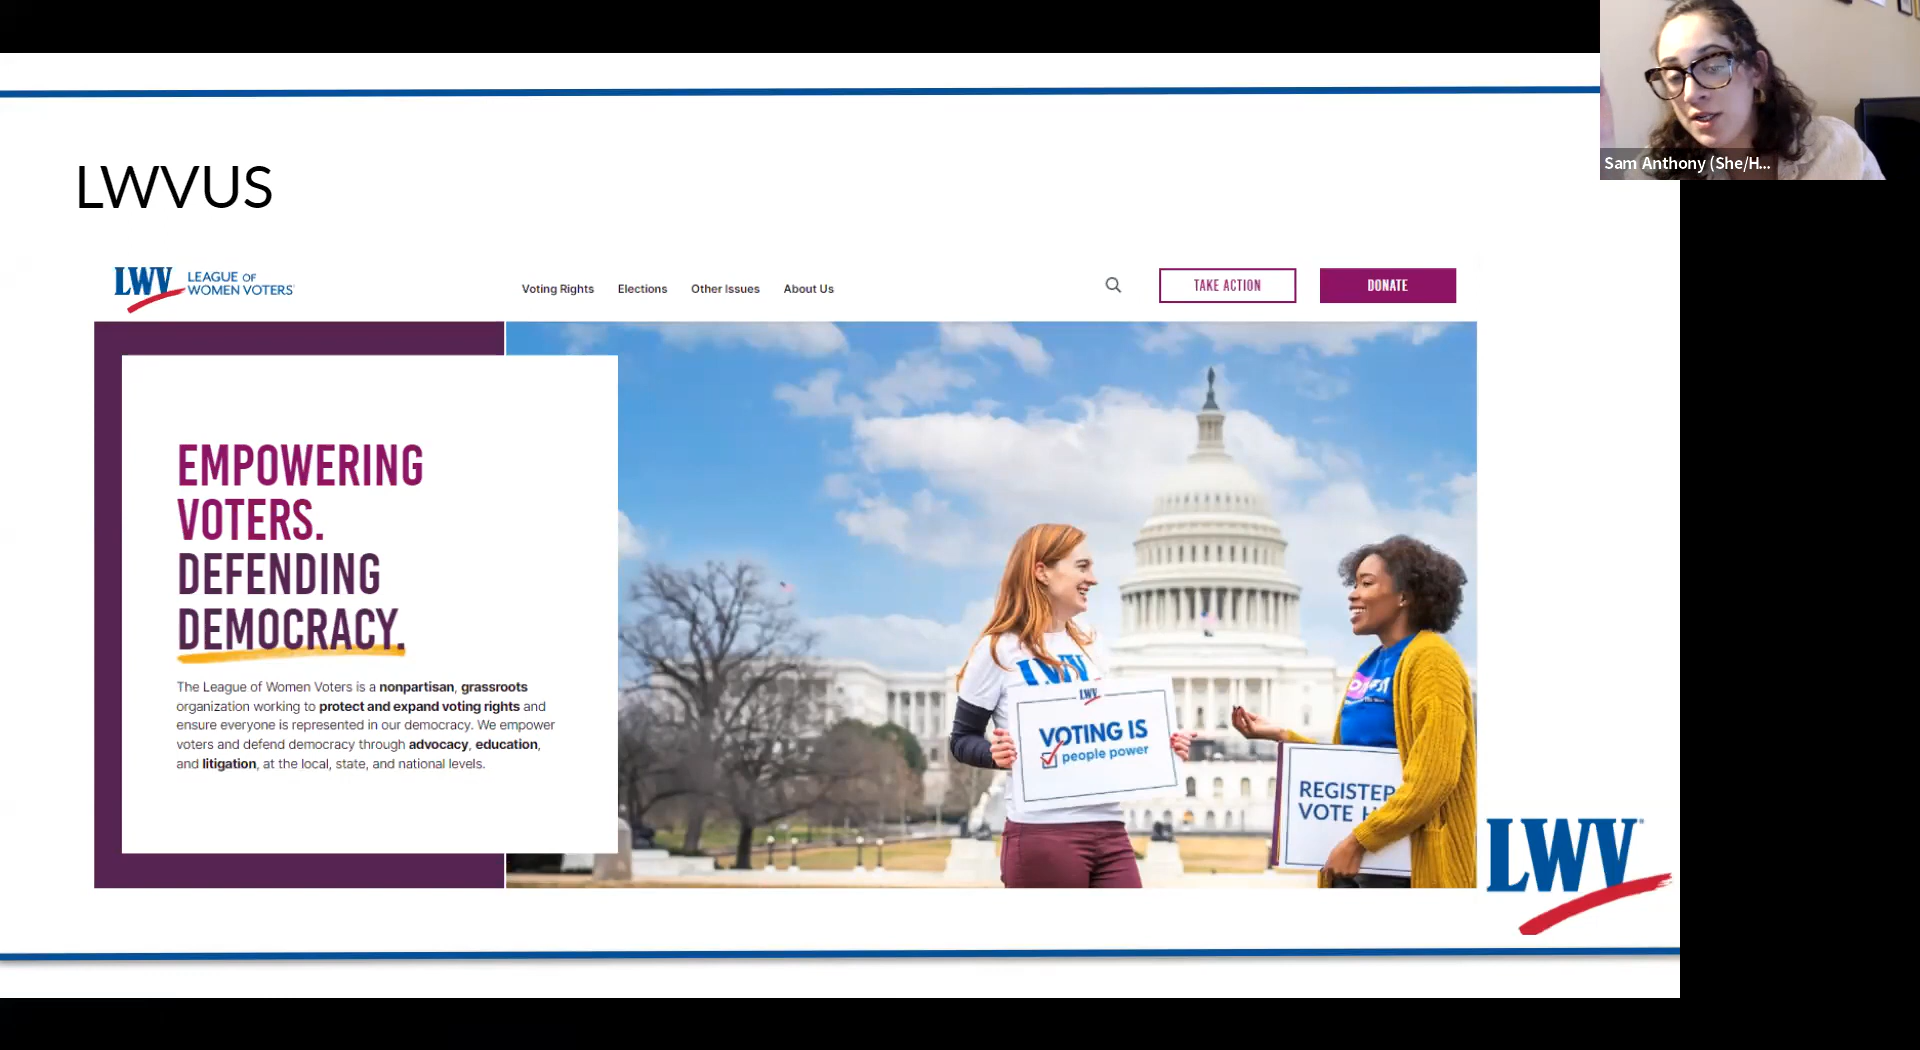 Sam Anthony (She/H...
LWVUS
LWV LEAGUE OF
WOMEN VOTERS
Voting Rights Elections Other Issues About Us
TAKE ACTION
DONATE
EMPOWERING
VOTERS.
DEFENDING
DEMOCRACY.
The League of Women Voters is a nonpartisan, grassroots
organization working to protect and expand voting rights and
ensure everyone is represented in our democracy. We empower
voters and defend democracy through advocacy, education,
and litigation, at the local, state, and national levels.
LWV
LWV
VOTING IS
people power
REGISTER
VOTE H
LWV